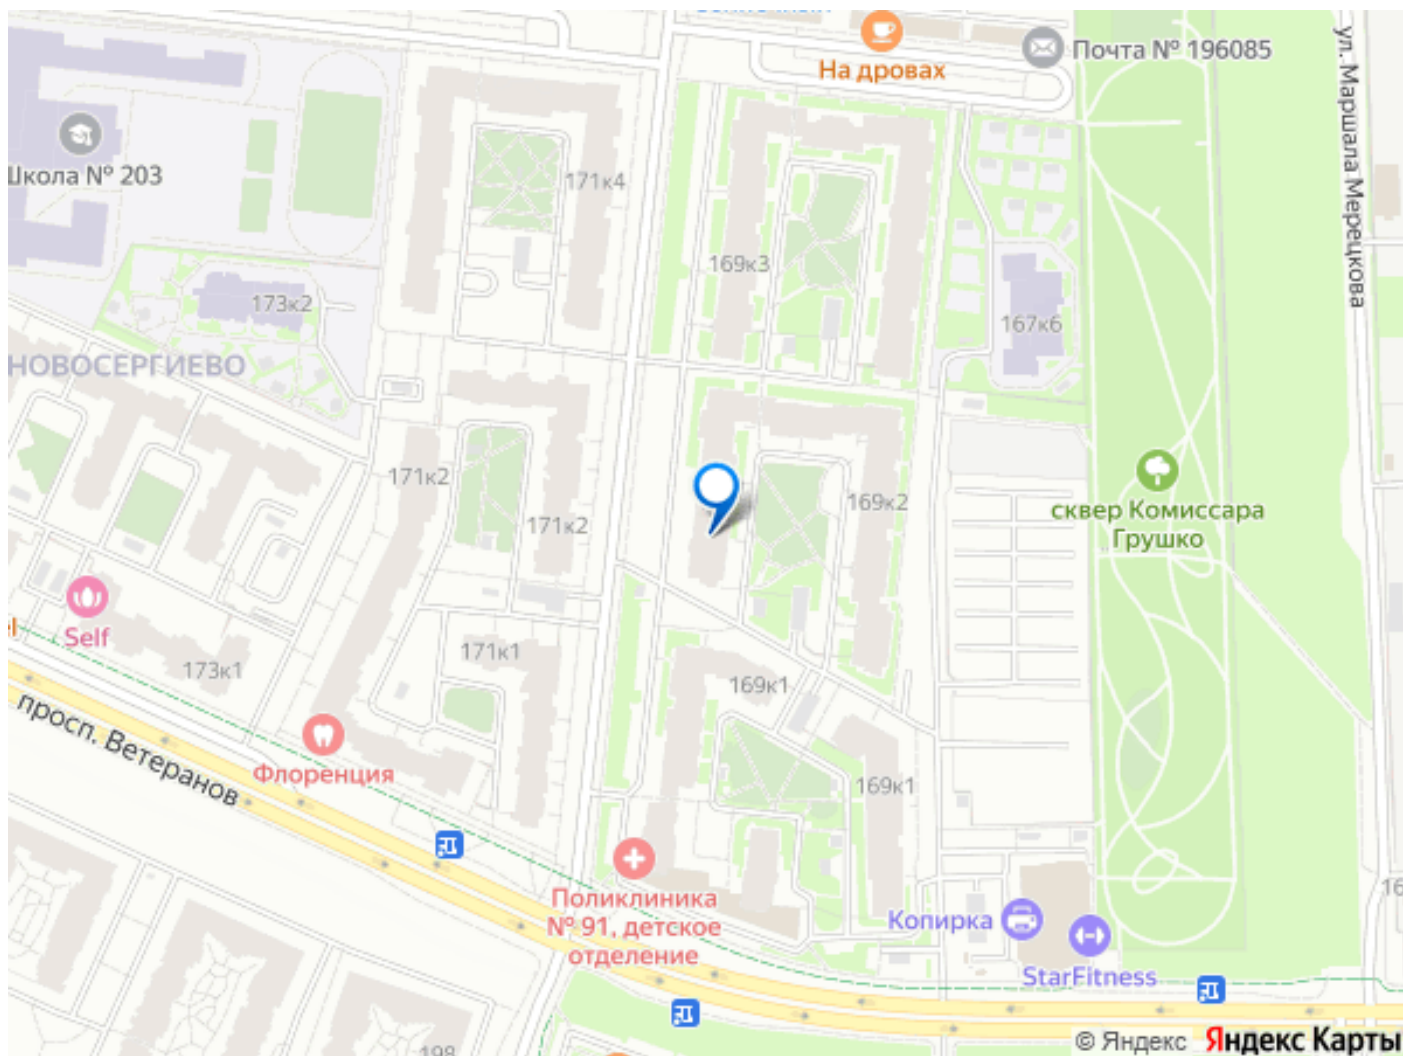 На дровах
Почта № 196085
ул. Маршала Мерецкова
Школа № 203
171к4
169к3
173к2
167к6
НОВОСЕРГИЕВО
171к2
169к2
171к2
сквер Комиссара
Грушко
Self
173к1
171к1
169к1
просп. Ветеранов
Флоренция
169к1
Поликлиника
№ 91, детское
отделение
Копирка
StarFitness
198
© Яндекс
Яндекс Карты